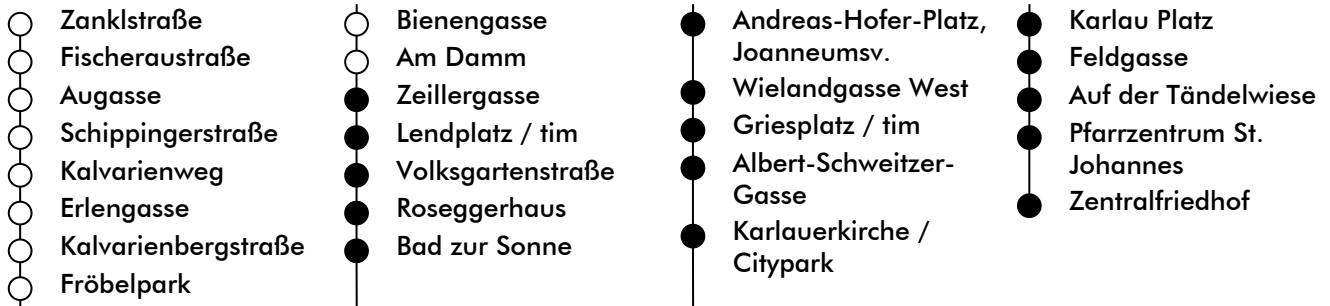 Zanklstraße
Fischeraustraße
Augasse
Schippingerstraße
Kalvarienweg
Erlengasse
Kalvarienbergstraße
Fröbelpark
Bienengasse
Am Damm
Zeillergasse
Lendplatz / tim
Volksgartenstraße
Roseggerhaus
Bad zur Sonne
Andreas-Hofer-Platz,
Joanneumsv.
Wielandgasse West
Griesplatz / tim
Albert-Schweitzer-
Gasse
Karlauerkirche /
Citypark
Karlau Platz
Feldgasse
Auf der Tändelwiese
Pfarrzentrum St.
Johannes
Zentralfriedhof